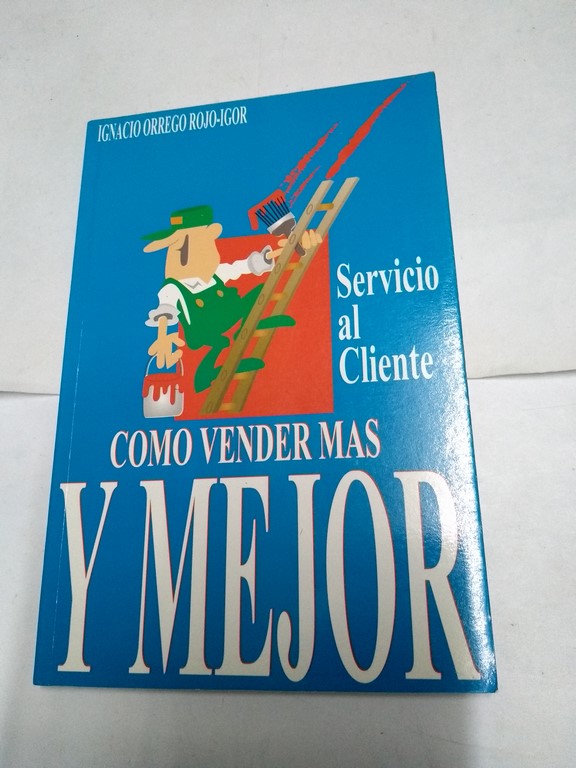 IGNACIO ORREGO ROJO-IGOR
Servicio
al
Cliente
COMO VENDER MAS
Y MEJOR